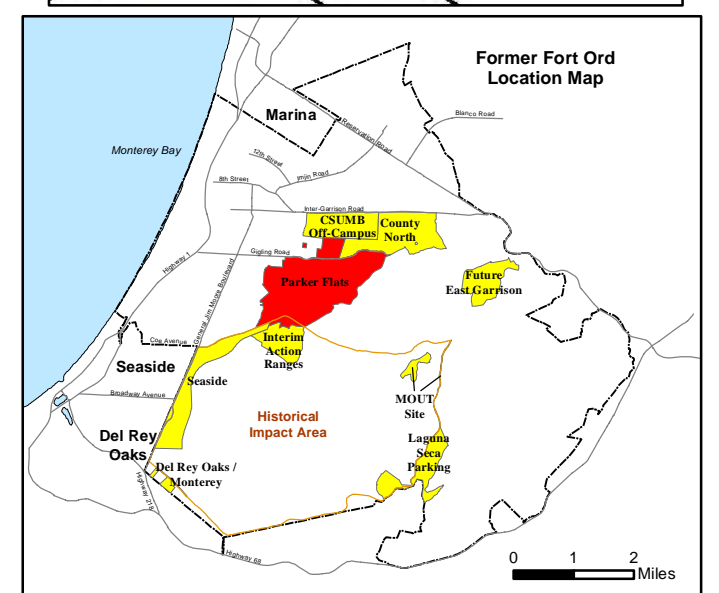 Former Fort Ord
Location Map
Blanco Road
Marina
Reservation Road
Monterey Bay
12th Street
Imjin Road
8th Street
Inter-Garrison Road
CSUMB
Off-Campus
County
North
Gigling Road
Highway 1
General Jim Moore Boulevard
Parker Flats
Future
East Garrison
Coe Avenue
Interim
Action
Ranges
Seaside
Seaside
Broadway Avenue
MOUT
Site
Historical
Impact Area
Del Rey
Oaks
Laguna
Seca
Parking
Del Rey Oaks /
Monterey
Highway 218
Highway 68
0 1 2
Miles